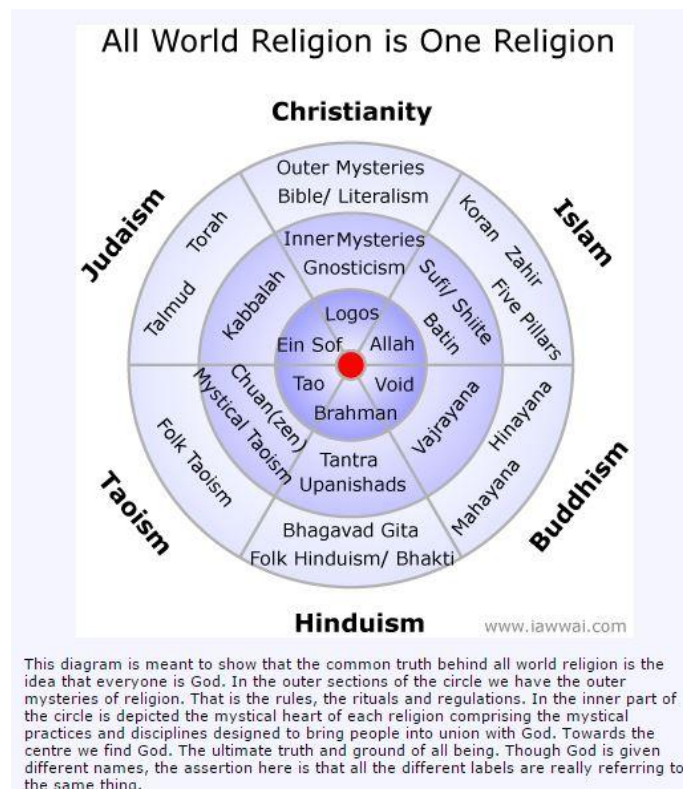 All World Religion is One Religion
Christianity
Outer Mysteries
Bible/ Literalism
Inner Mysteries
Gnosticism
Logos
Judaism
Torah
Talmud
Kabbalah
Ein Sof
Islam
Koran Zahir
Five Pillars
Sufi/ Shiite
Batin
Allah
Taoism
Folk Taoism
Chuan(zen)
Mystical Taoism
Tao
Buddhism
Hinayana
Mahayana
Vajrayana
Void
Brahman
Tantra
Upanishads
Bhagavad Gita
Folk Hinduism/ Bhakti
Hinduism
www.iawwai.com
This diagram is meant to show that the common truth behind all world religion is the
idea that everyone is God. In the outer sections of the circle we have the outer
mysteries of religion. That is the rules, the rituals and regulations. In the inner part of
the circle is depicted the mystical heart of each religion comprising the mystical
practices and disciplines designed to bring people into union with God. Towards the
centre we find God. The ultimate truth and ground of all being. Though God is given
different names, the assertion here is that all the different labels are really referring to
the same thing.